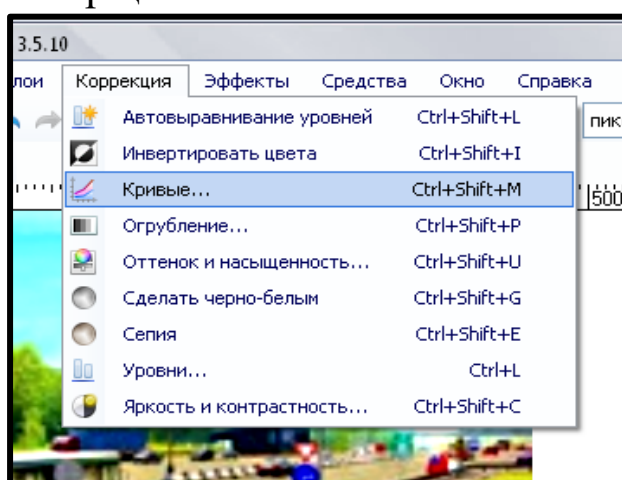 3.5.10
лои Коррекция Эффекты Средства Окно Справка
Автовыравнивание уровней Ctrl+Shift+L
пик
Инвертировать цвета Ctrl+Shift+I
Кривые... Ctrl+Shift+M
500
Огрубление... Ctrl+Shift+P
Оттенок и насыщенность... Ctrl+Shift+U
Сделать черно-белым Ctrl+Shift+G
Сепия Ctrl+Shift+E
Уровни... Ctrl+L
Яркость и контрастность... Ctrl+Shift+C